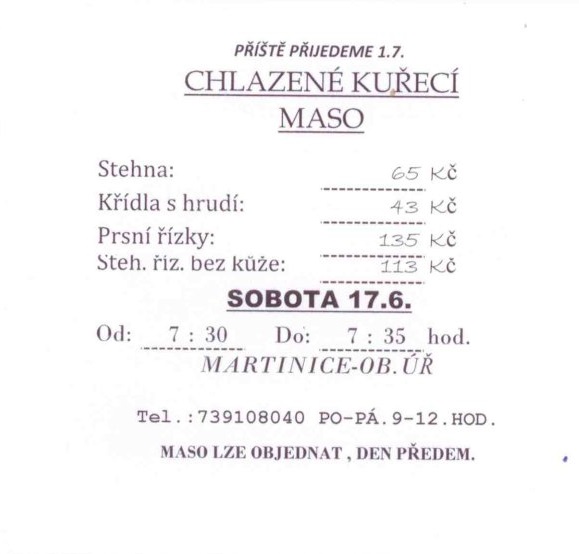 PŘÍŠTĚ PŘIJEDEME 1.7.
CHLAZENÉ KUŘECÍ
MASO
Stehna: 65 Kč
Křídla s hrudí: 43 Kč
Prsní řízky: 135 Kč
Steh. řiz. bez kůže: 113 Kč
SOBOTA 17.6.
Od: 7 : 30 Do: 7 : 35 hod.
MARTINICE-OB.ÚŘ
Tel.:739108040 PO-PÁ.9-12.HOD.
MASO LZE OBJEDNAT , DEN PŘEDEM.